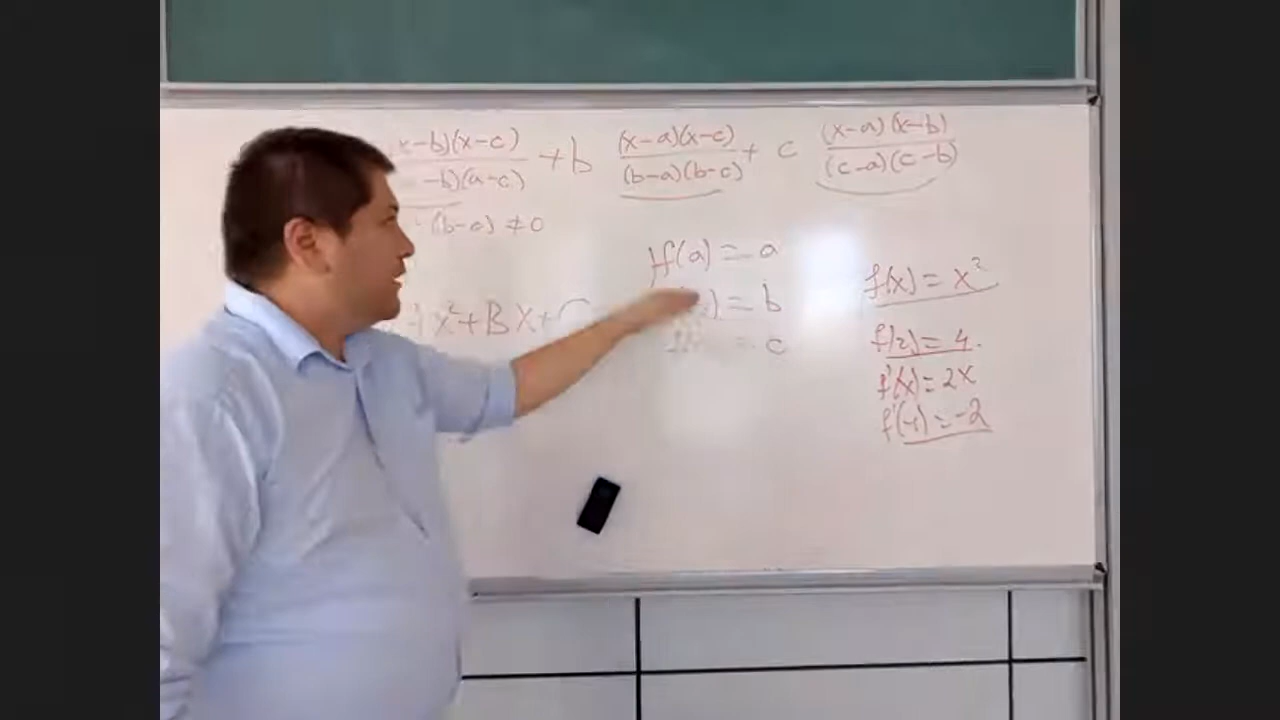 x-b)(x-c) / -b)(a-c) + b (x-a)(x-c) / (b-a)(b-c) + c (x-a)(x-b) / (c-a)(c-b)
(b-c) ≠ 0
f(a) = a
= b
= c
x² + Bx +
f(x) = x²
f(2) = 4.
f'(x) = 2x
f'(-1) = -2